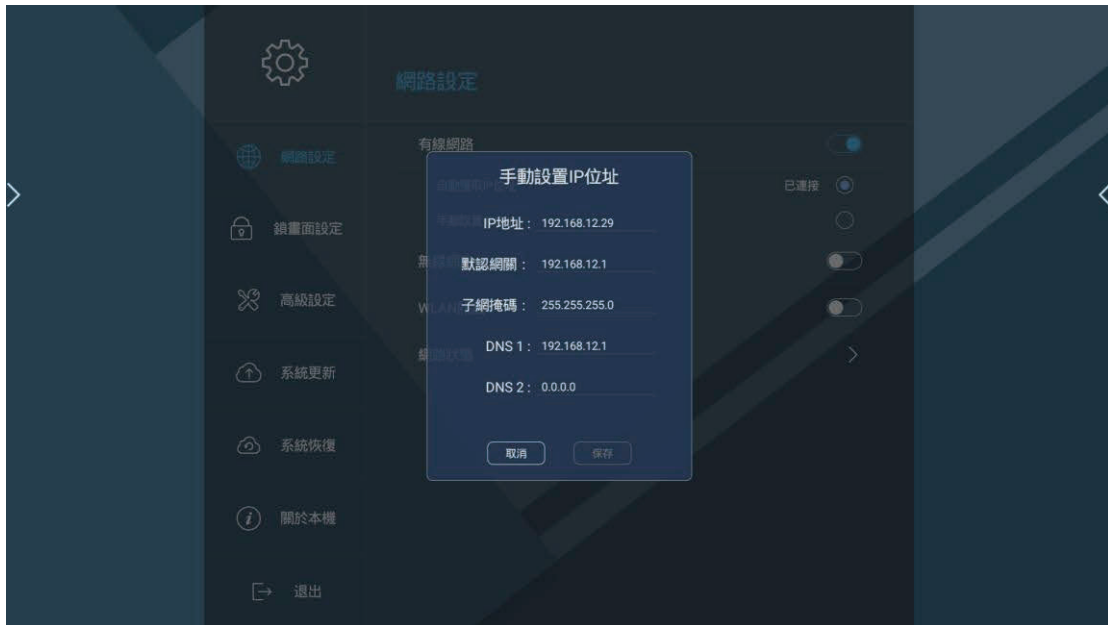 網路設定
網路設定
鎖畫面設定
高級設定
系統更新
系統恢復
關於本機
退出
有線網路
已連接
手動設置IP位址
IP地址： 192.168.12.29
默認網關： 192.168.12.1
子網掩碼： 255.255.255.0
DNS 1： 192.168.12.1
DNS 2： 0.0.0.0
取消
保存